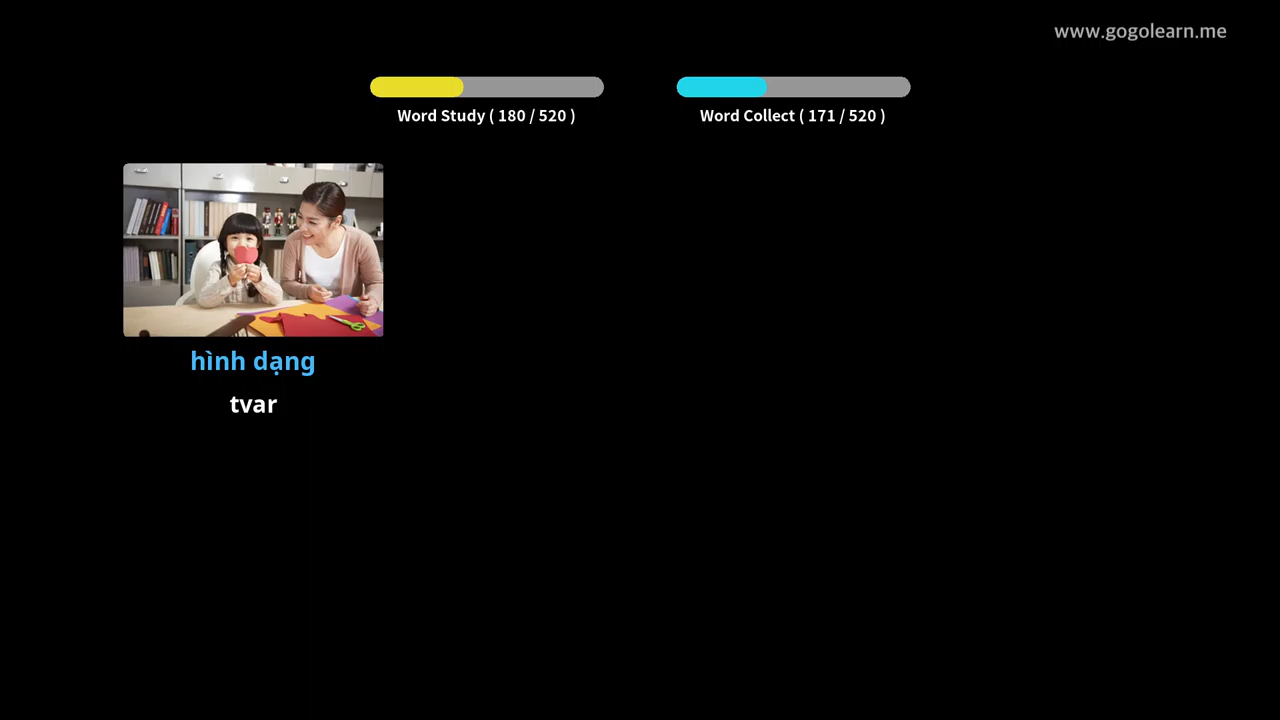 www.gogolearn.me
Word Study ( 180 / 520 )
Word Collect ( 171 / 520 )
hình dạng
tvar